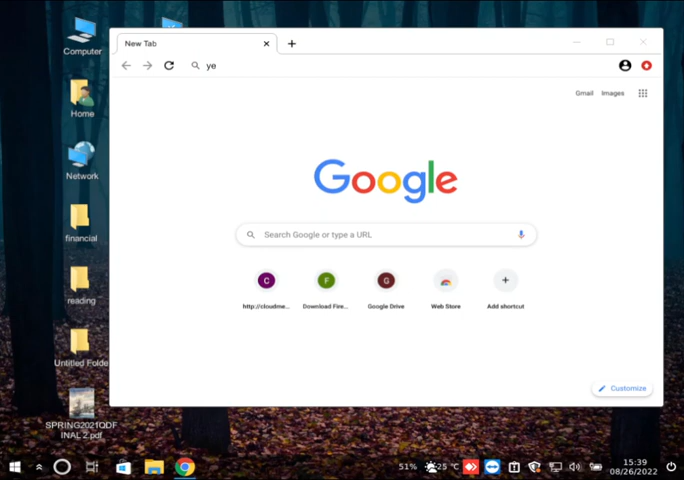 New Tab
Computer
ye
Home
Gmail Images
Google
Network
Search Google or type a URL
financial
http://cloudme...
Download Fire...
Google Drive
Web Store
Add shortcut
C
F
G
reading
Untitled Folde
Customize
SPRING2021QDF
INAL 2.pdf
51%
25 °C
15:39
08/26/2022